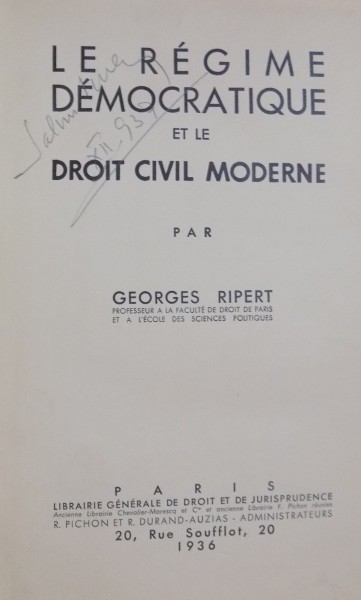 LE RÉGIME
DÉMOCRATIQUE
ET LE
DROIT CIVIL MODERNE
XII.939
PAR
GEORGES RIPERT
PROFESSEUR A LA FACULTÉ DE DROIT DE PARIS
ET A L'ÉCOLE DES SCIENCES POLITIQUES
PARIS
LIBRAIRIE GÉNÉRALE DE DROIT ET DE JURISPRUDENCE
Ancienne Librairie Chevalier-Marescq et Cie et ancienne Librairie F. Pichon réunies
R. PICHON ET R. DURAND-AUZIAS - ADMINISTRATEURS
20, Rue Soufflot, 20
1936